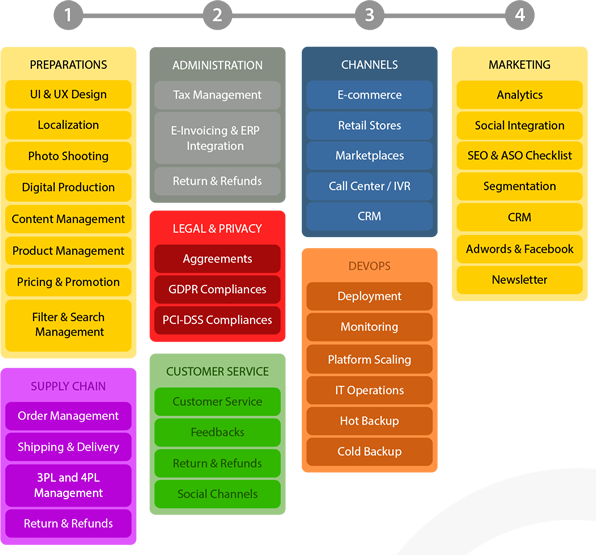 1
2
3
4
PREPARATIONS
UI & UX Design
Localization
Photo Shooting
Digital Production
Content Management
Product Management
Pricing & Promotion
Filter & Search
Management
SUPPLY CHAIN
Order Management
Shipping & Delivery
3PL and 4PL
Management
Return & Refunds
ADMINISTRATION
Tax Management
E-Invoicing & ERP
Integration
Return & Refunds
LEGAL & PRIVACY
Aggreements
GDPR Compliances
PCI-DSS Compliances
CUSTOMER SERVICE
Customer Service
Feedbacks
Return & Refunds
Social Channels
CHANNELS
E-commerce
Retail Stores
Marketplaces
Call Center / IVR
CRM
DEVOPS
Deployment
Monitoring
Platform Scaling
IT Operations
Hot Backup
Cold Backup
MARKETING
Analytics
Social Integration
SEO & ASO Checklist
Segmentation
CRM
Adwords & Facebook
Newsletter